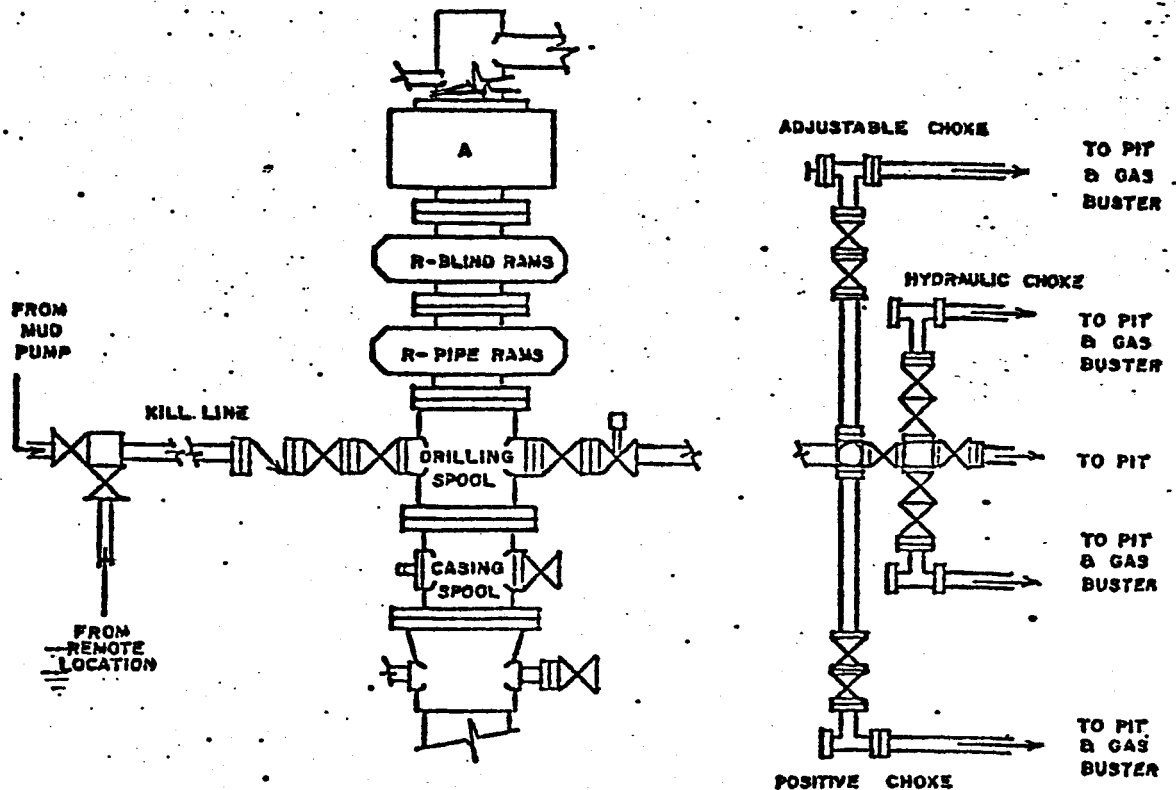 A
R-BLIND RAMS
R-PIPE RAMS
FROM
MUD
PUMP
KILL LINE
DRILLING
SPOOL
CASING
SPOOL
FROM
REMOTE
LOCATION
ADJUSTABLE CHOKE
TO PIT
& GAS
BUSTER
HYDRAULIC CHOKE
TO PIT
& GAS
BUSTER
TO PIT
TO PIT
& GAS
BUSTER
TO PIT
& GAS
BUSTER
POSITIVE CHOKE